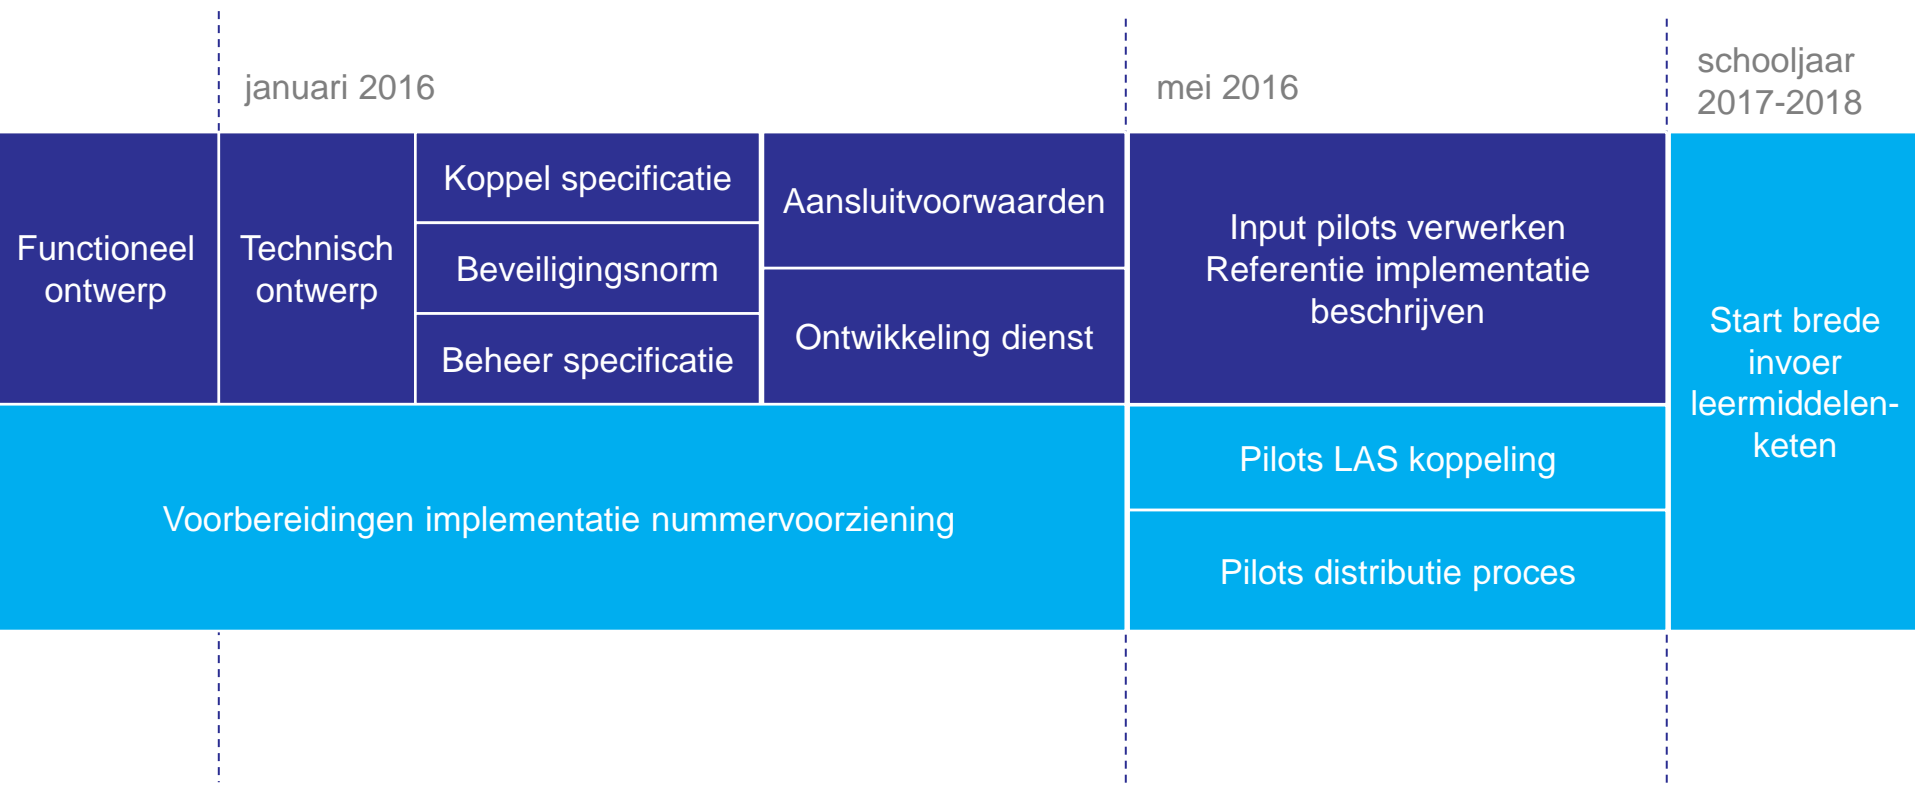 januari 2016
mei 2016
schooljaar
2017-2018
Functioneel
ontwerp
Technisch
ontwerp
Koppel specificatie
Beveiligingsnorm
Beheer specificatie
Aansluitvoorwaarden
Ontwikkeling dienst
Input pilots verwerken
Referentie implementatie
beschrijven
Start brede
invoer
leermiddelen-
keten
Voorbereidingen implementatie nummervoorziening
Pilots LAS koppeling
Pilots distributie proces